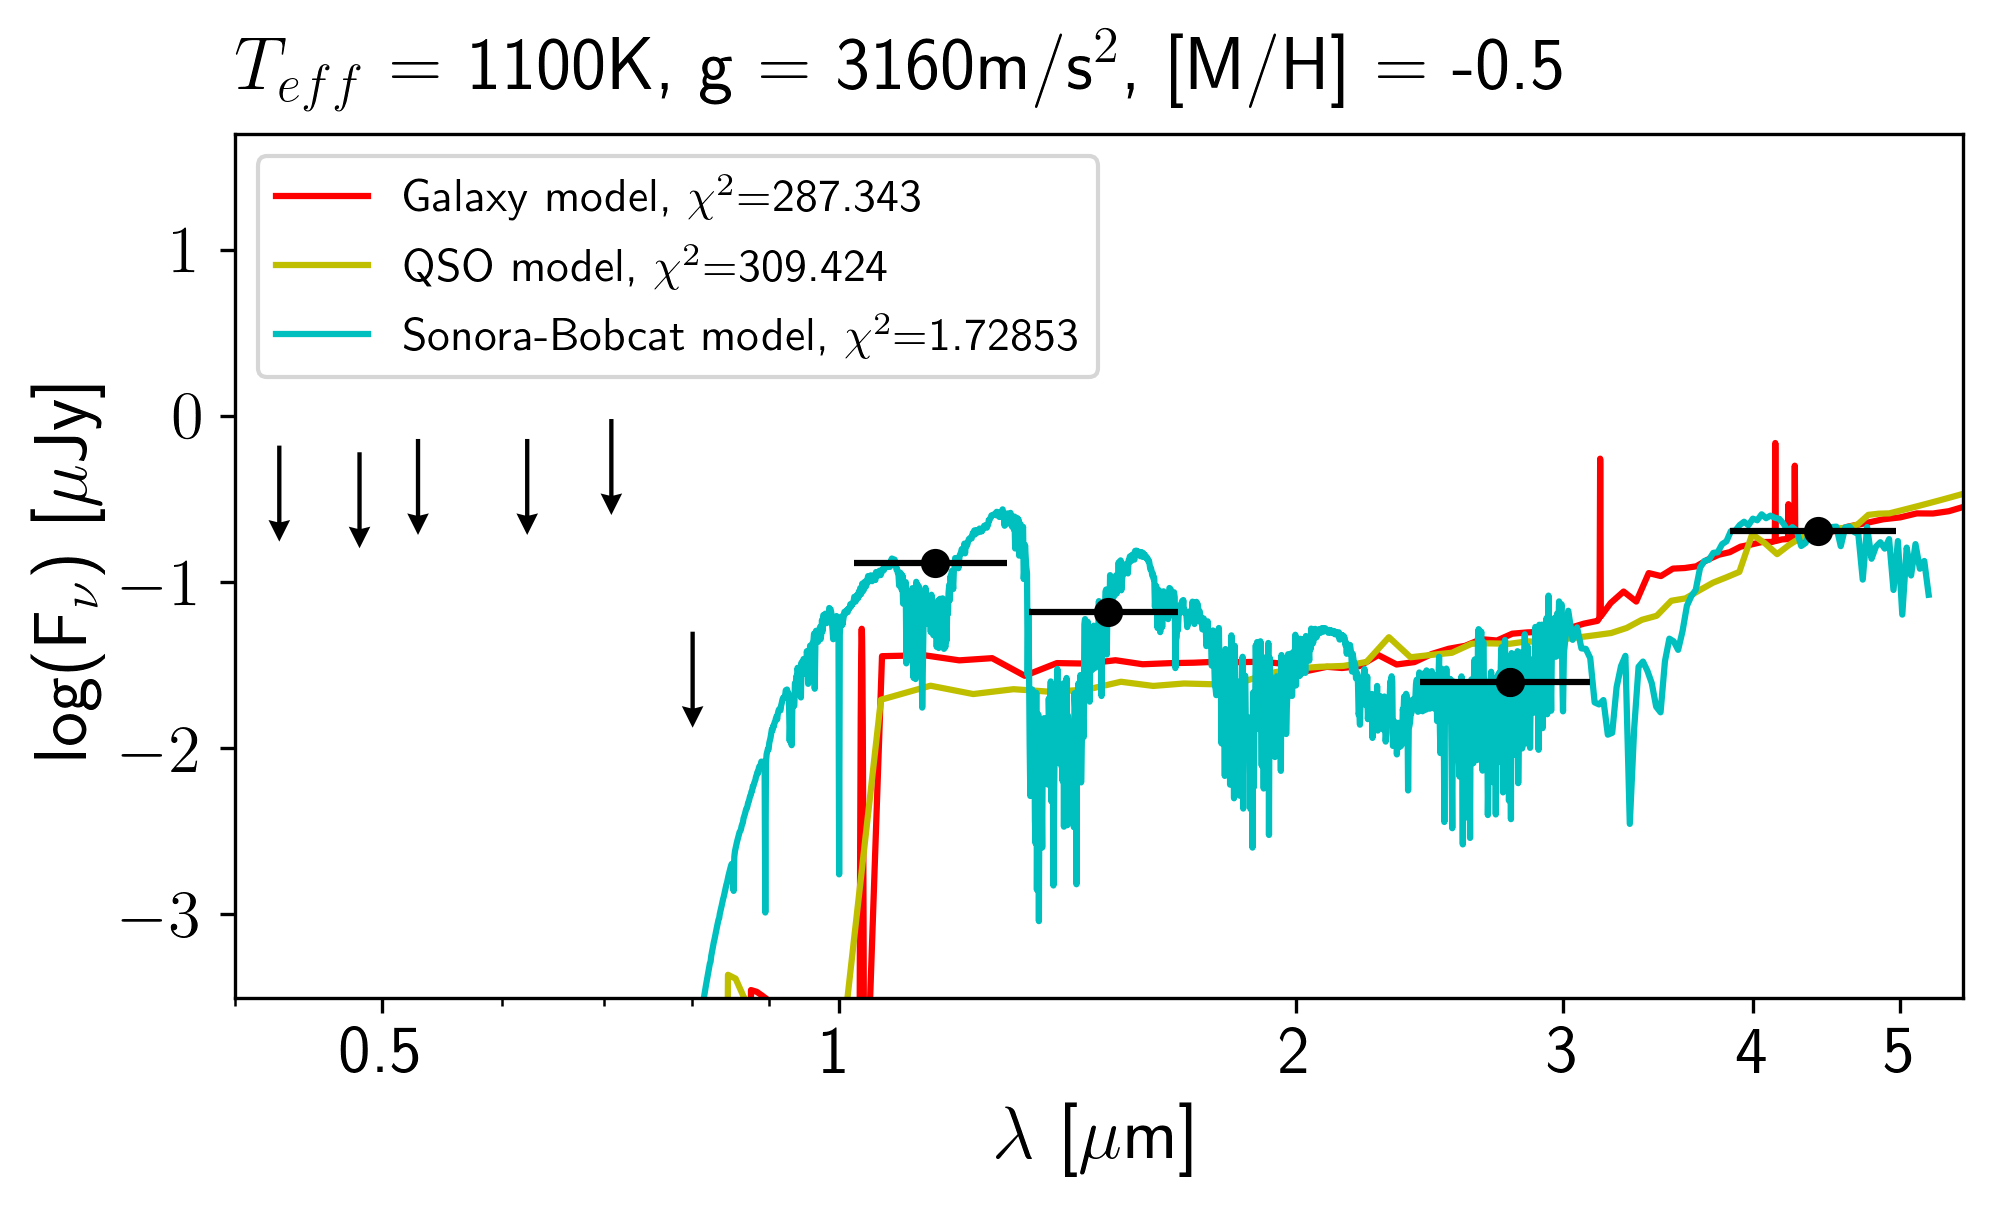 T_eff = 1100K, g = 3160m/s², [M/H] = -0.5
Galaxy model, χ²=287.343
QSO model, χ²=309.424
Sonora-Bobcat model, χ²=1.72853
log(F_ν) [μJy]
1
0
−1
−2
−3
0.5
1
2
3
4
5
λ [μm]